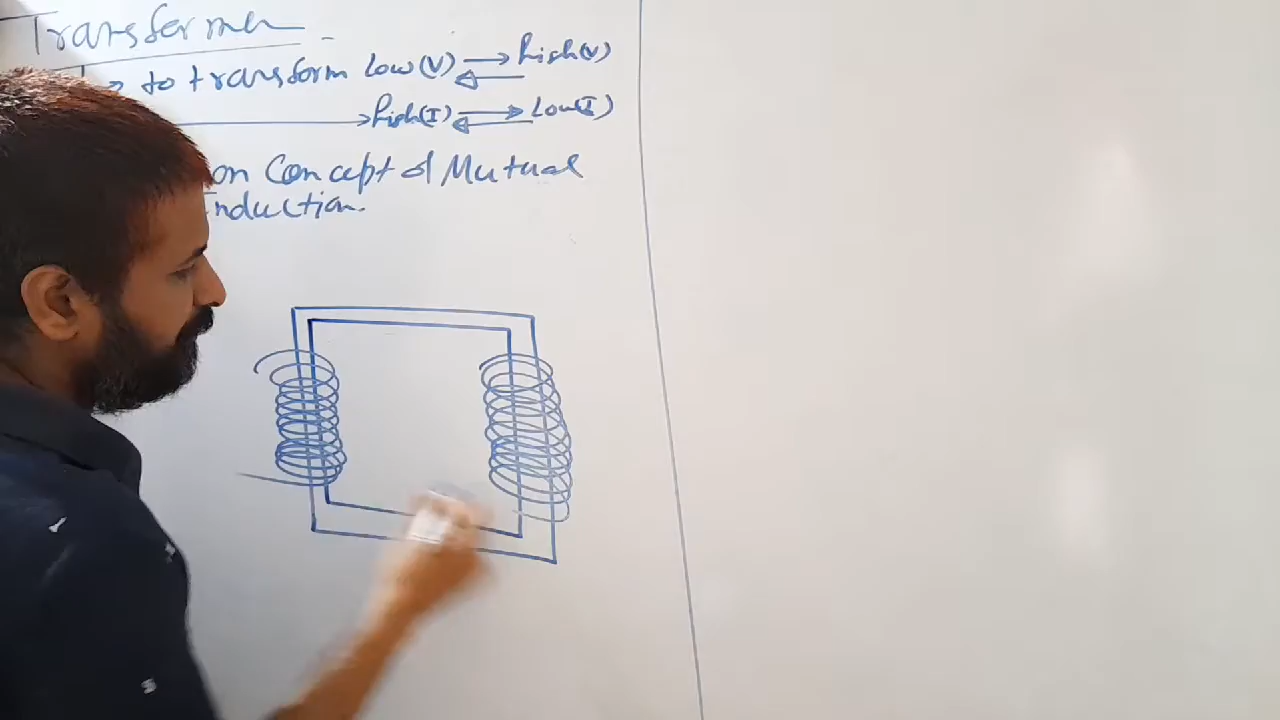 Transformer
→ to transform Low(V) ⇄ high(V)
high(I) ⇄ Low(I)
on Concept of Mutual
Induction.